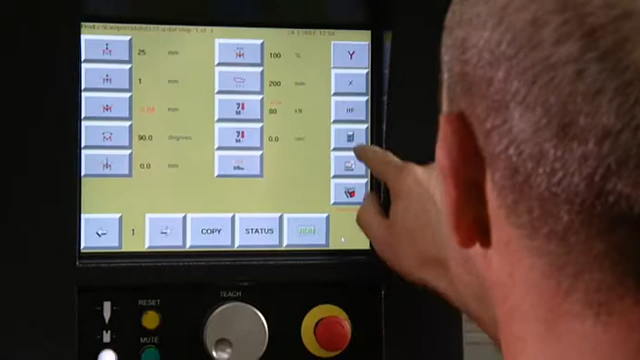 25 mm 100 % Y
1 mm 200 mm X
mm 80 kN HF
90.0 degrees 0.0
0.0 mm
1 COPY STATUS RUN
RESET TEACH
MUTE